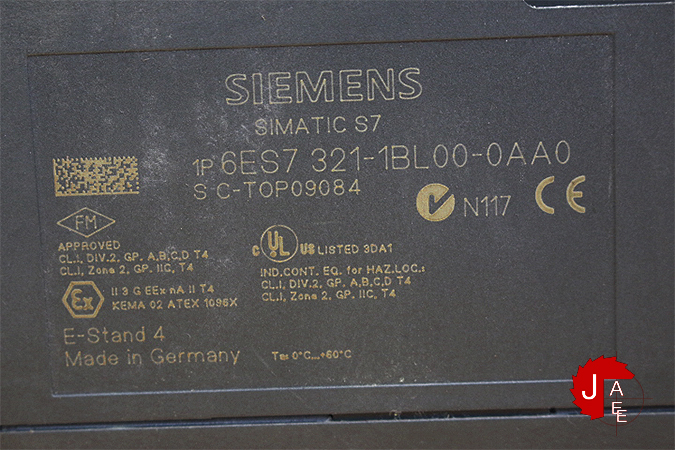 SIEMENS
SIMATIC S7
1P 6ES7 321-1BL00-0AA0
S C-TOP09084
N117
CE
FM
APPROVED
CL.I, DIV.2, GP. A,B,C,D T4
CL.I, Zone 2, GP. IIC, T4
C UL US LISTED 3DA1
IND.CONT. EQ. for HAZ.LOC.:
CL.I, DIV.2, GP. A,B,C,D T4
CL.I, Zone 2, GP. IIC, T4
Ex
II 3 G EEx nA II T4
KEMA 02 ATEX 1096X
E-Stand 4
Made in Germany
Ta: 0°C...+60°C
J A
E
E